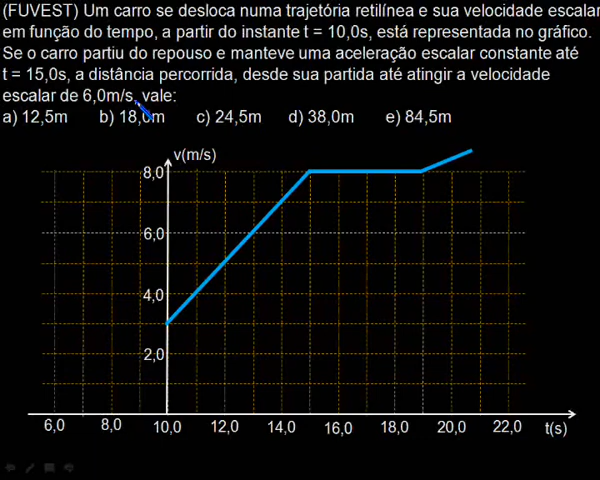 (FUVEST) Um carro se desloca numa trajetória retilínea e sua velocidade escalar
em função do tempo, a partir do instante t = 10,0s, está representada no gráfico.
Se o carro partiu do repouso e manteve uma aceleração escalar constante até
t = 15,0s, a distância percorrida, desde sua partida até atingir a velocidade
escalar de 6,0m/s, vale:
a) 12,5m b) 18,0m c) 24,5m d) 38,0m e) 84,5m
v(m/s)
8,0
6,0
4,0
2,0
6,0 8,0 10,0 12,0 14,0 16,0 18,0 20,0 22,0 t(s)